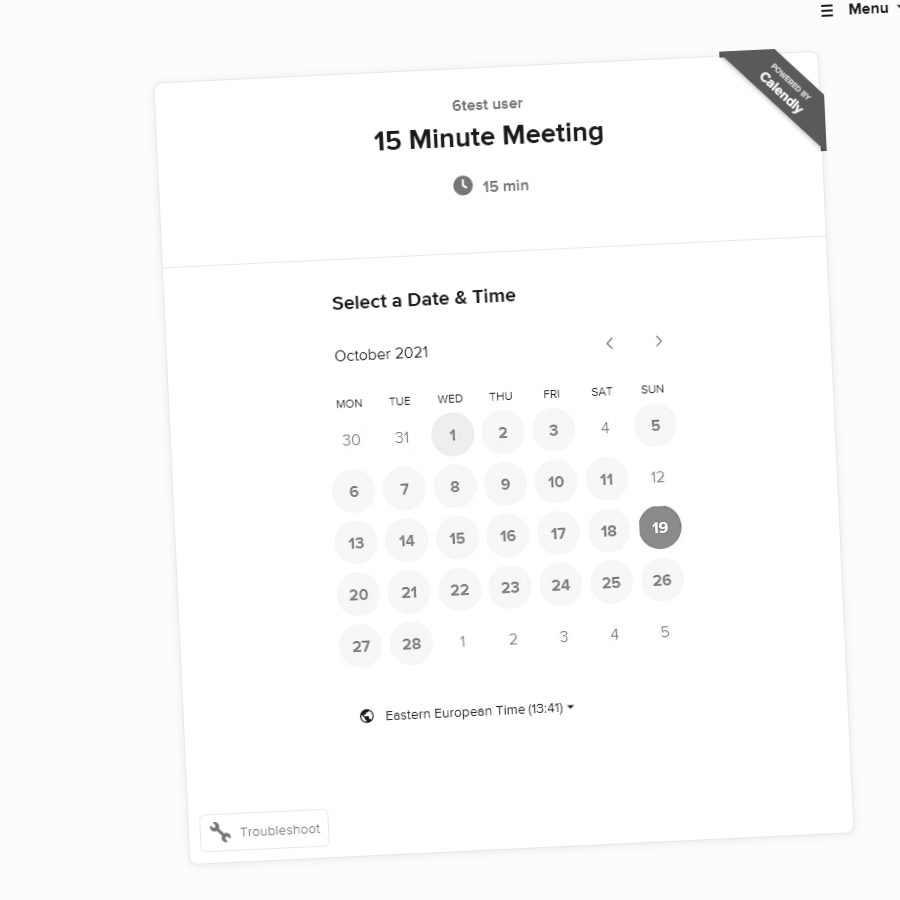 Menu
POWERED BY
Calendly
6test user
15 Minute Meeting
15 min
Select a Date & Time
October 2021
MON TUE WED THU FRI SAT SUN
30 31 1 2 3 4 5
6 7 8 9 10 11 12
13 14 15 16 17 18 19
20 21 22 23 24 25 26
27 28 1 2 3 4 5
Eastern European Time (13:41)
Troubleshoot